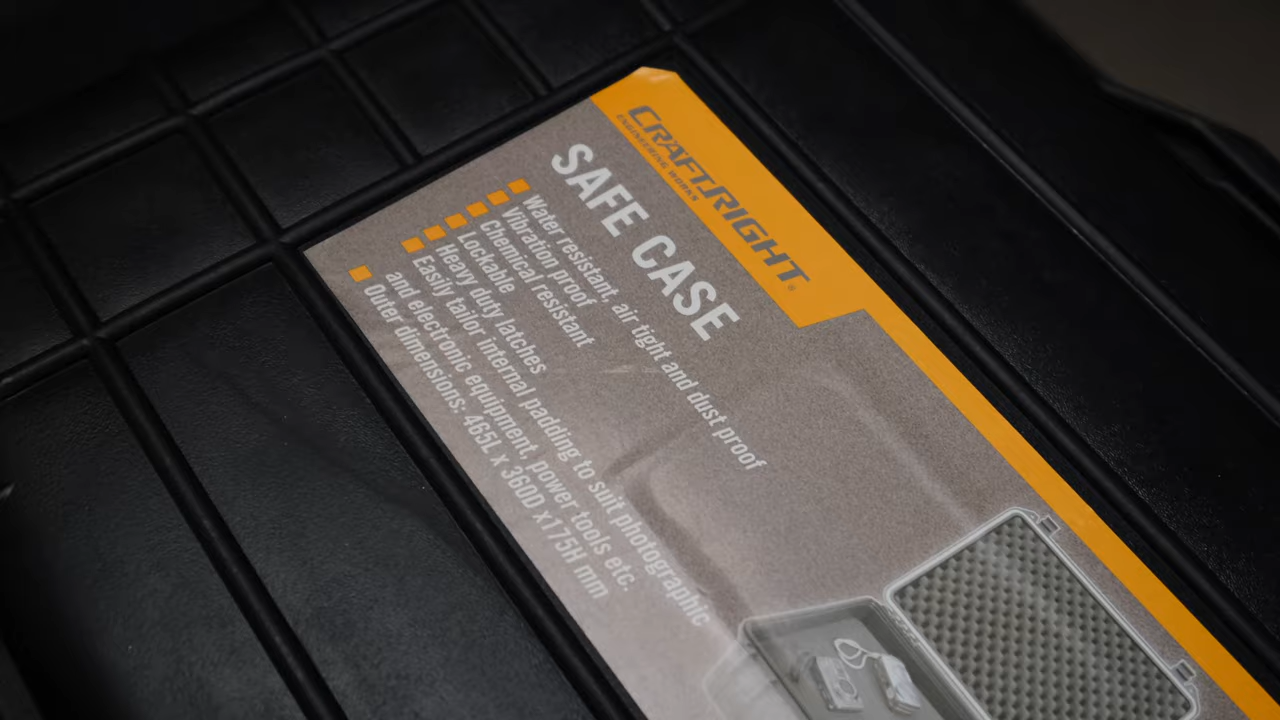 CRAFTRIGHT®
ENGINEERING WORKS
SAFE CASE
Water resistant, air tight and dust proof
Vibration proof
Chemical resistant
Lockable
Heavy duty latches
Easily tailor internal padding to suit photographic
and electronic equipment, power tools etc.
Outer dimensions: 465L x 360D x175H mm